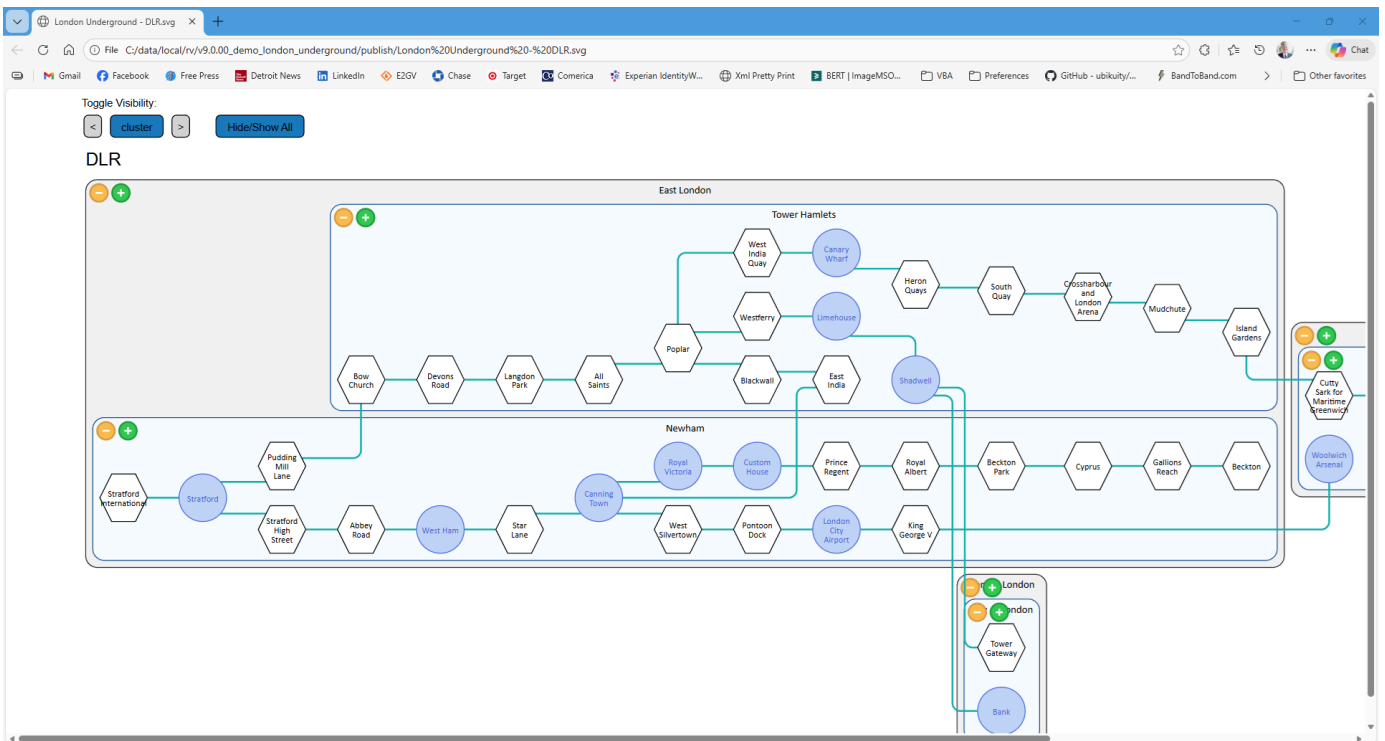 London Underground - DLR.svg
File C:/data/local/rv/v9.0.00_demo_london_underground/publish/London%20Underground%20-%20DLR.svg
Chat
Gmail
Facebook
Free Press
Detroit News
LinkedIn
E2GV
Chase
Target
Comerica
Experian IdentityW...
Xml Pretty Print
BERT | ImageMSO...
VBA
Preferences
GitHub - ubikuity/...
BandToBand.com
Other favorites
Toggle Visibility:
<
cluster
>
Hide/Show All
DLR
East London
Tower Hamlets
West
India
Quay
Canary
Wharf
Heron
Quays
South
Quay
Crossharbour
and
London
Arena
Mudchute
Island
Gardens
Westferry
Limehouse
Poplar
Bow
Church
Devons
Road
Langdon
Park
All
Saints
Blackwall
East
India
Shadwell
Cutty
Sark for
Maritime
Greenwich
Newham
Pudding
Mill
Lane
Royal
Victoria
Custom
House
Prince
Regent
Royal
Albert
Beckton
Park
Cyprus
Gallions
Reach
Beckton
Woolwich
Arsenal
Stratford
International
Stratford
Canning
Town
Stratford
High
Street
Abbey
Road
West Ham
Star
Lane
West
Silvertown
Pontoon
Dock
London
City
Airport
King
George V
London
Tower
Gateway
Bank